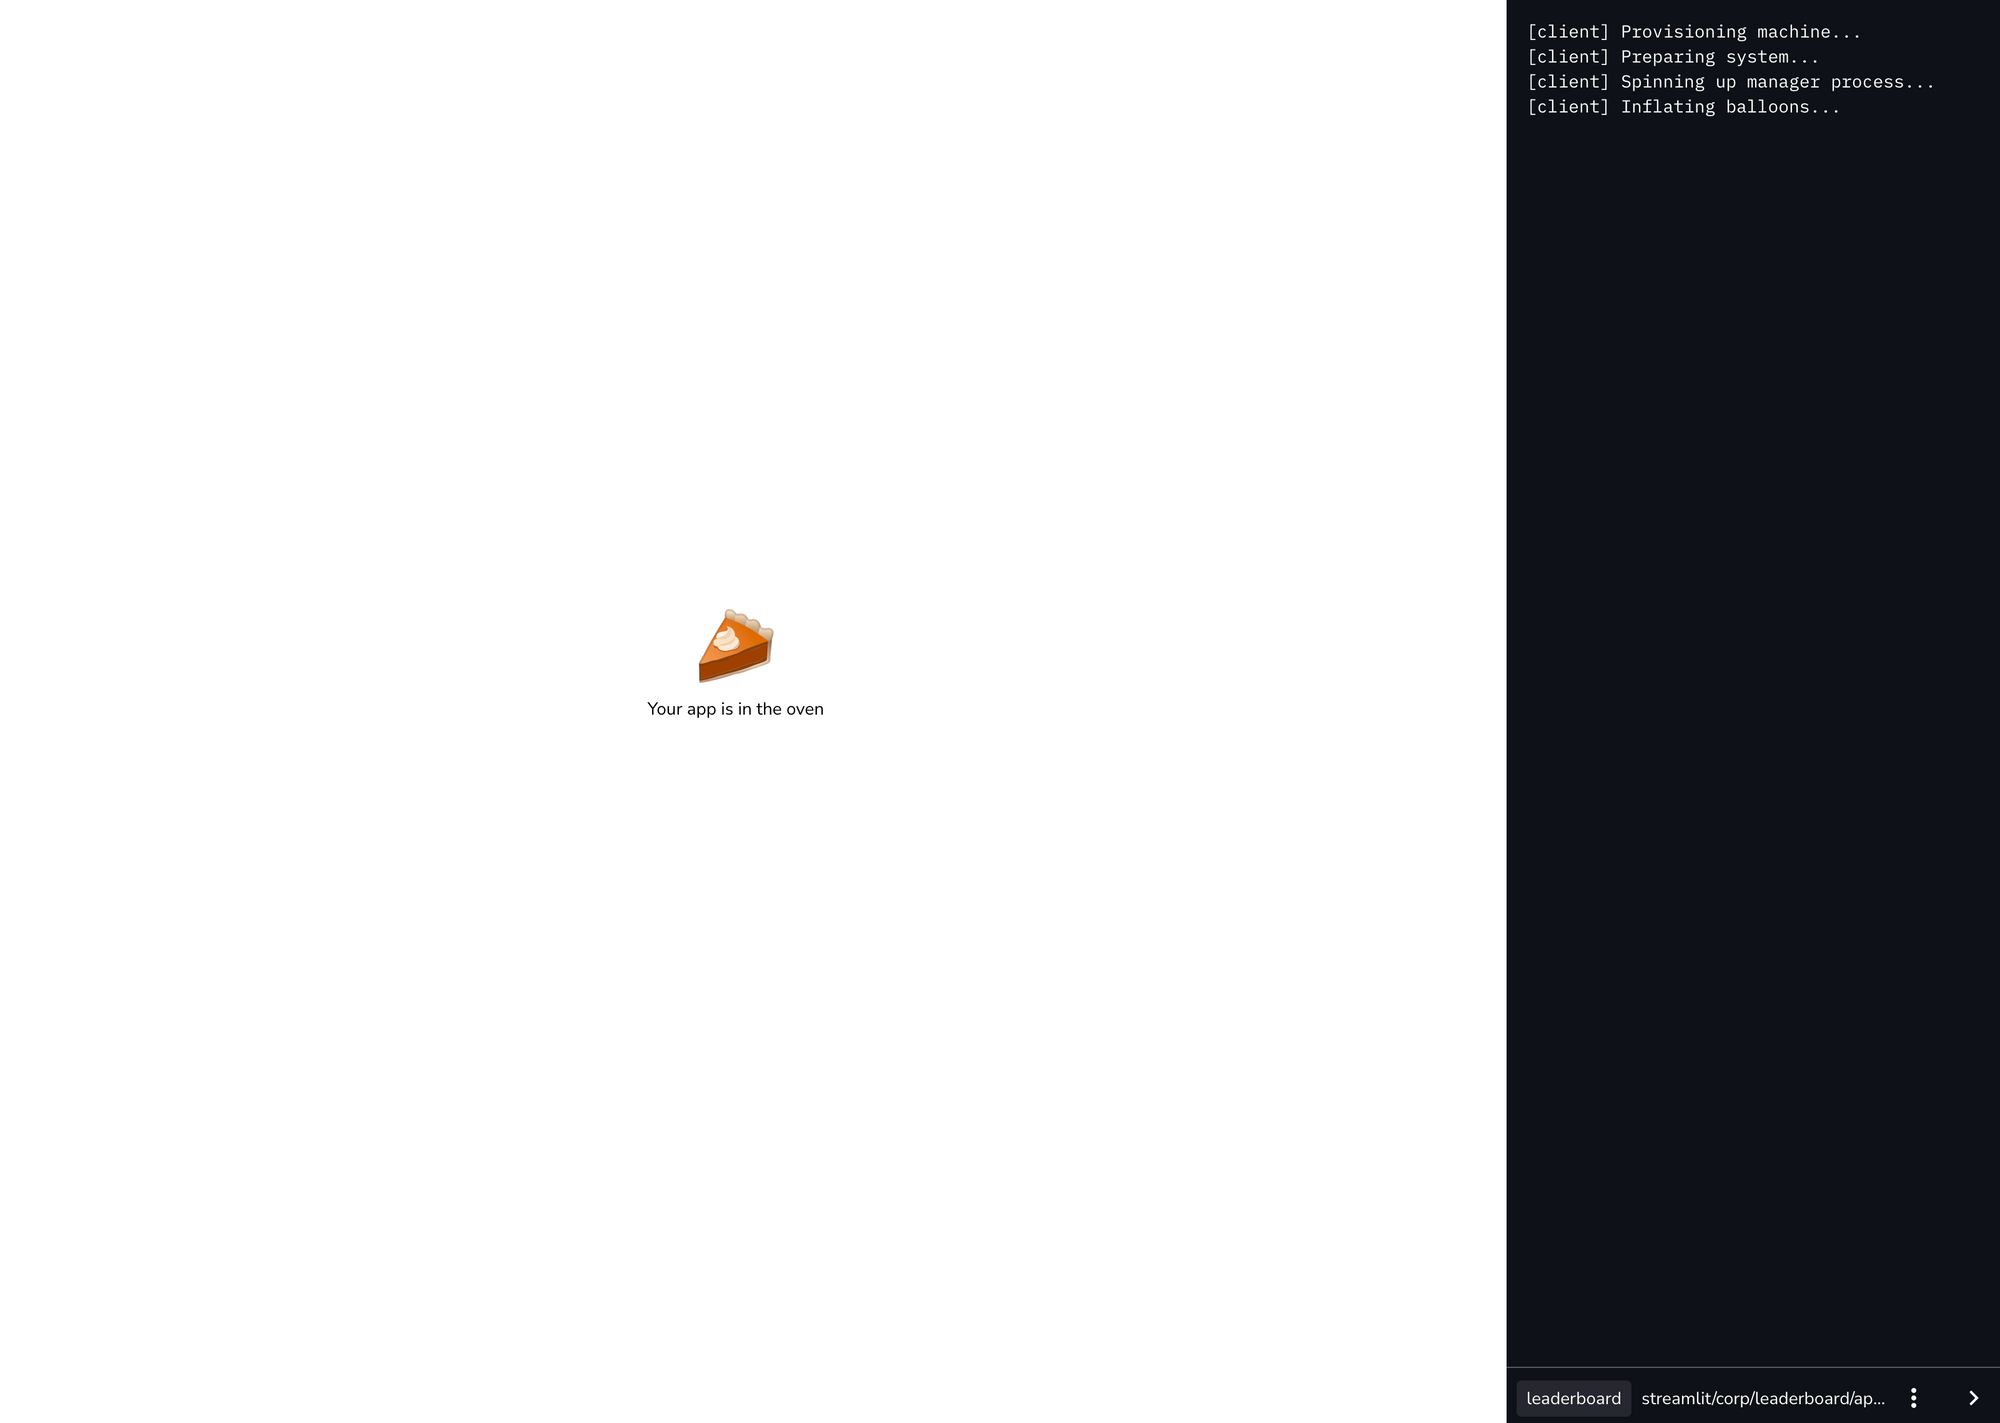 [client] Provisioning machine...
[client] Preparing system...
[client] Spinning up manager process...
[client] Inflating balloons...
Your app is in the oven
leaderboard streamlit/corp/leaderboard/ap...